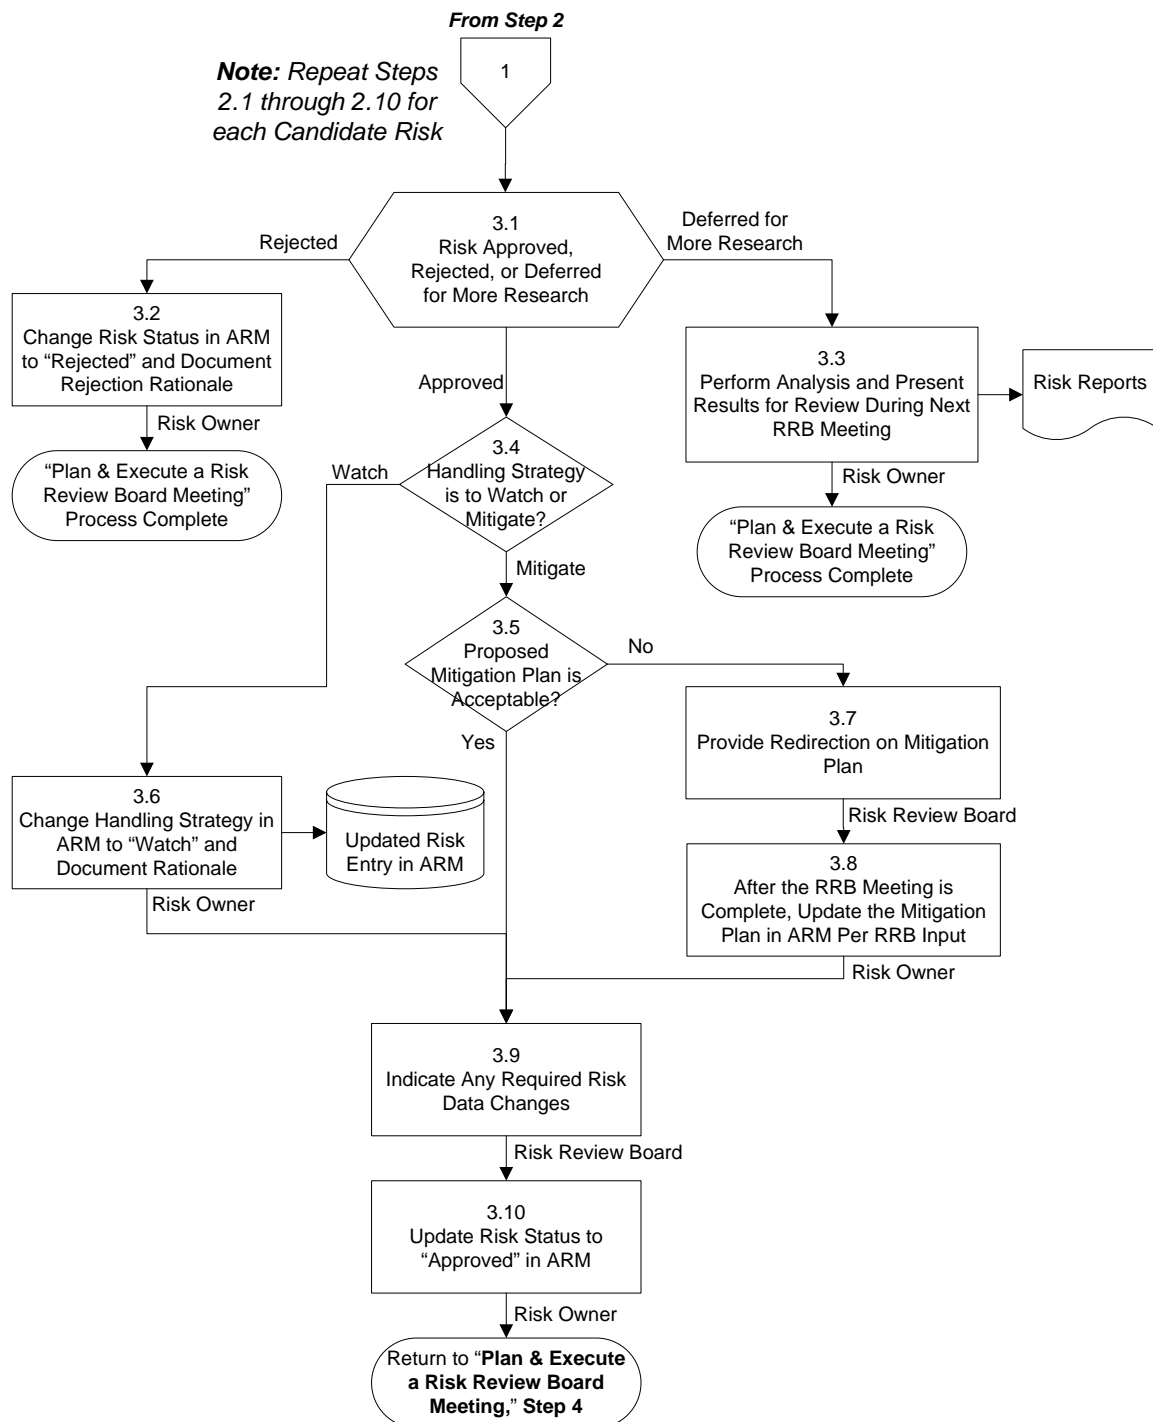 From Step 2
1
Note: Repeat Steps
2.1 through 2.10 for
each Candidate Risk
3.1
Risk Approved,
Rejected, or Deferred
for More Research
Rejected
Deferred for
More Research
3.2
Change Risk Status in ARM
to “Rejected” and Document
Rejection Rationale
Risk Owner
“Plan & Execute a Risk
Review Board Meeting”
Process Complete
Approved
3.3
Perform Analysis and Present
Results for Review During Next
RRB Meeting
Risk Reports
Risk Owner
“Plan & Execute a Risk
Review Board Meeting”
Process Complete
3.4
Handling Strategy
is to Watch or
Mitigate?
Watch
Mitigate
3.5
Proposed
Mitigation Plan is
Acceptable?
No
Yes
3.7
Provide Redirection on Mitigation
Plan
Risk Review Board
3.6
Change Handling Strategy in
ARM to “Watch” and
Document Rationale
Updated Risk
Entry in ARM
Risk Owner
3.8
After the RRB Meeting is
Complete, Update the Mitigation
Plan in ARM Per RRB Input
Risk Owner
3.9
Indicate Any Required Risk
Data Changes
Risk Review Board
3.10
Update Risk Status to
“Approved” in ARM
Risk Owner
Return to “Plan & Execute
a Risk Review Board
Meeting,” Step 4